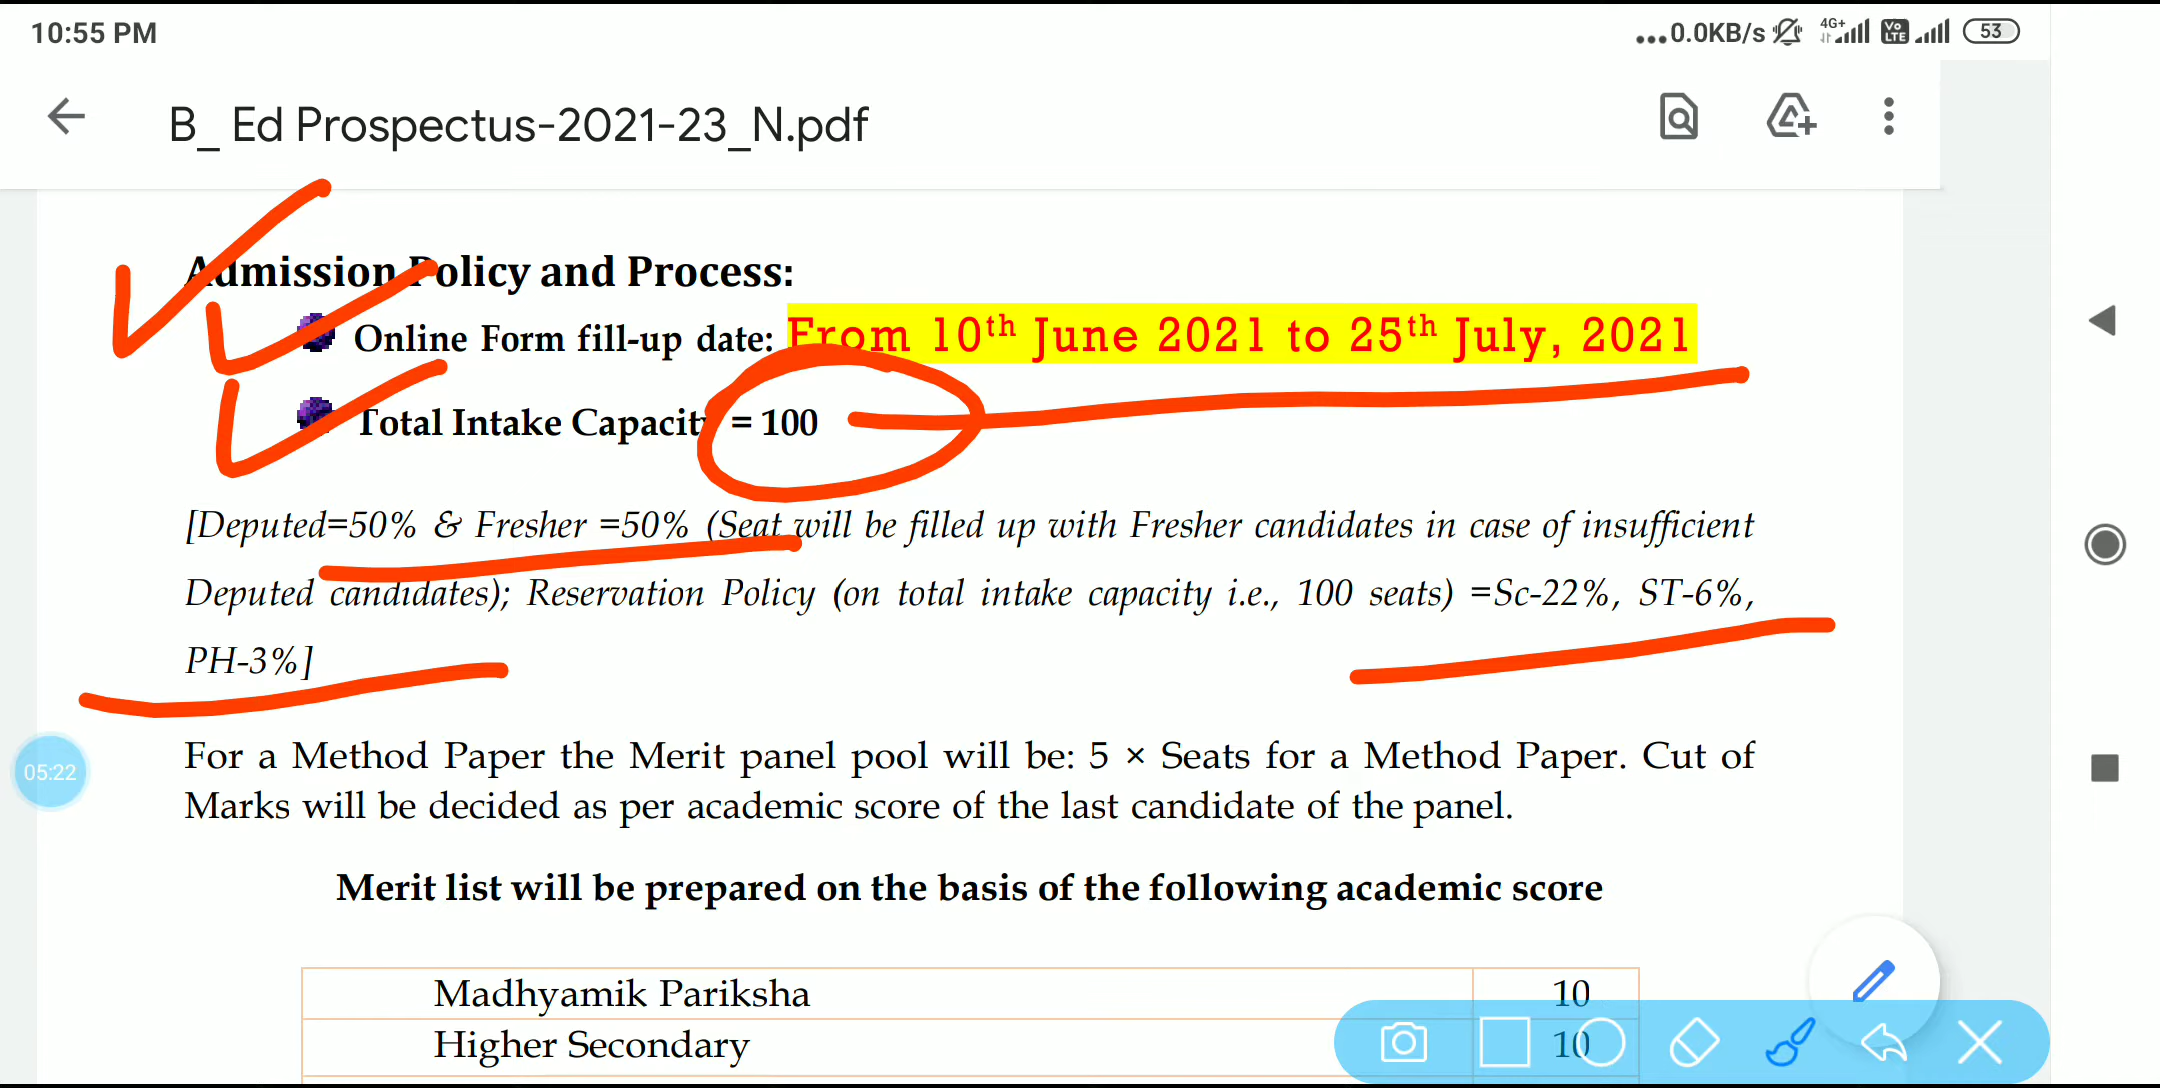 10:55 PM
...0.0KB/s 4G+ Vo LTE 53
B_ Ed Prospectus-2021-23_N.pdf
Admission Policy and Process:
Online Form fill-up date: From 10th June 2021 to 25th July, 2021
Total Intake Capacity = 100
[Deputed=50% & Fresher =50% (Seat will be filled up with Fresher candidates in case of insufficient
Deputed candidates); Reservation Policy (on total intake capacity i.e., 100 seats) =Sc-22%, ST-6%,
PH-3%]
For a Method Paper the Merit panel pool will be: 5 × Seats for a Method Paper. Cut of
Marks will be decided as per academic score of the last candidate of the panel.
05:22
Merit list will be prepared on the basis of the following academic score
Madhyamik Pariksha 10
Higher Secondary 10